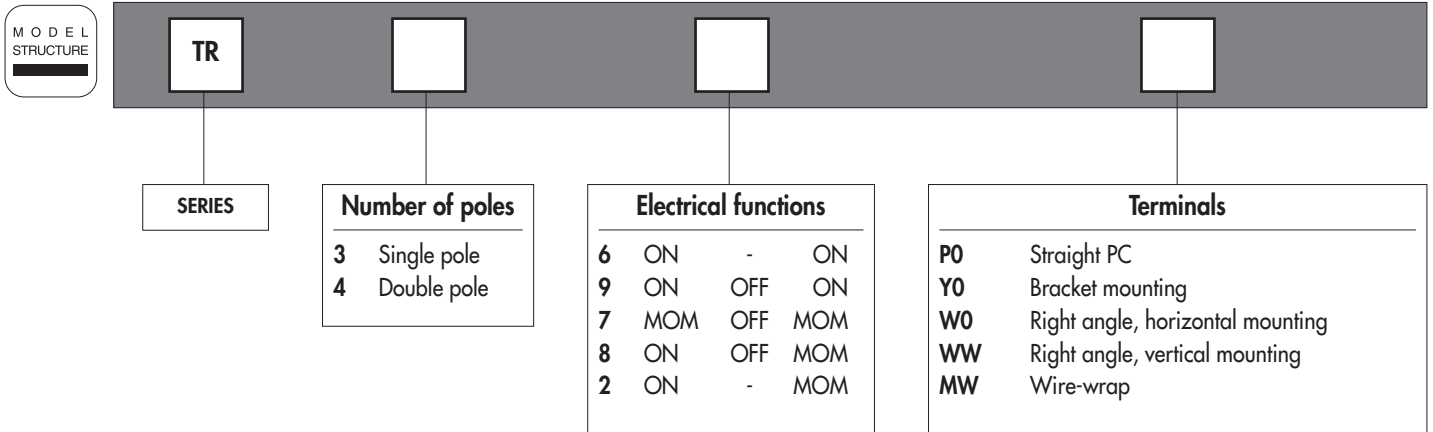 MODEL
STRUCTURE
TR
SERIES
Number of poles
3 Single pole
4 Double pole
Electrical functions
6 ON - ON
9 ON OFF ON
7 MOM OFF MOM
8 ON OFF MOM
2 ON - MOM
Terminals
P0 Straight PC
Y0 Bracket mounting
W0 Right angle, horizontal mounting
WW Right angle, vertical mounting
MW Wire-wrap